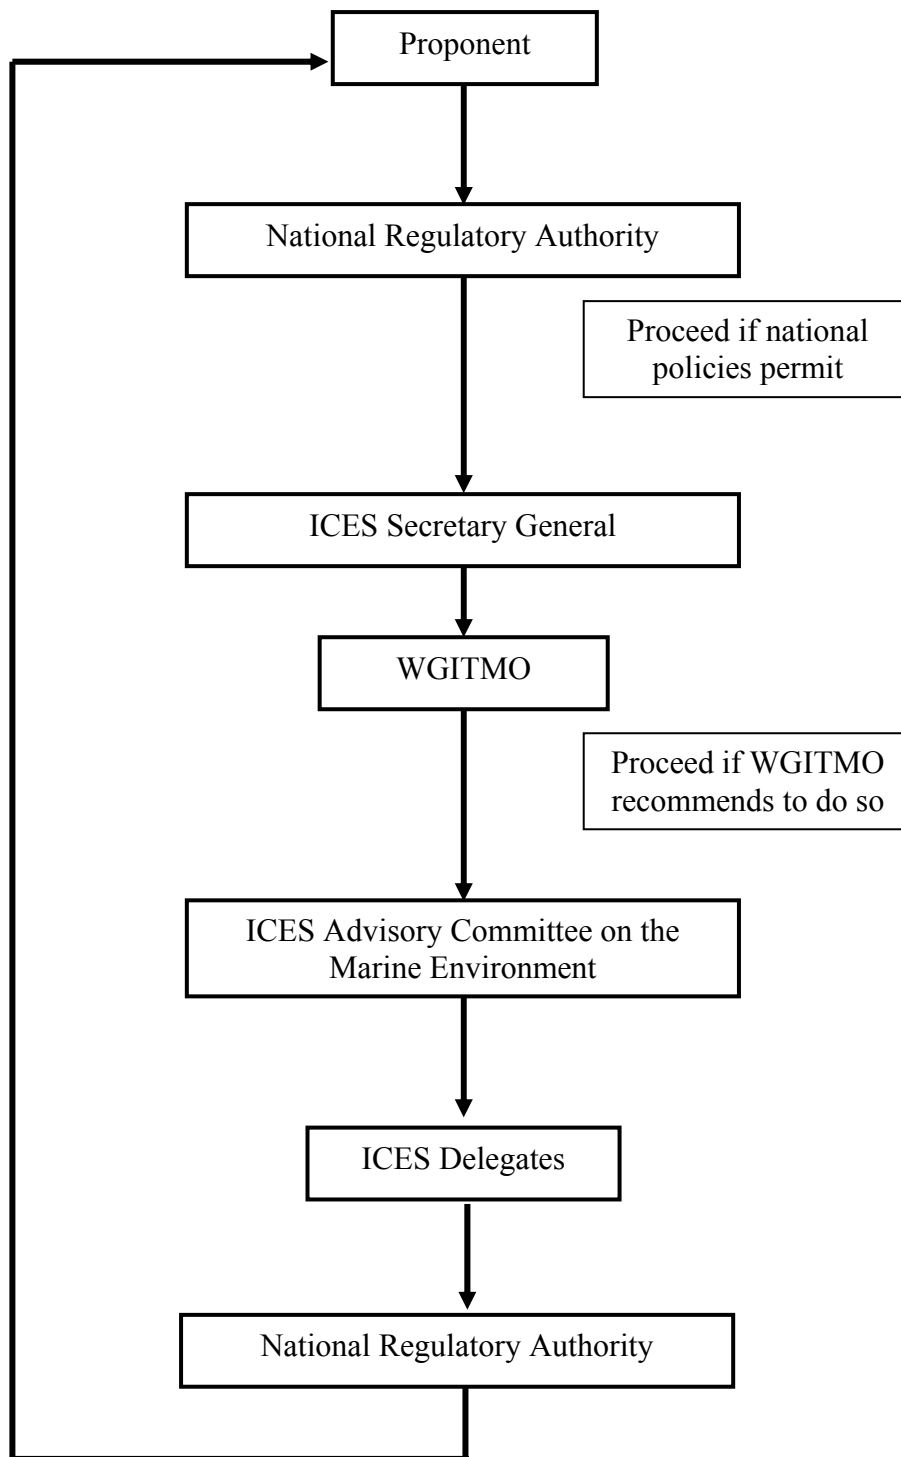 Proponent
National Regulatory Authority
Proceed if national
policies permit
ICES Secretary General
WGITMO
Proceed if WGITMO
recommends to do so
ICES Advisory Committee on the
Marine Environment
ICES Delegates
National Regulatory Authority